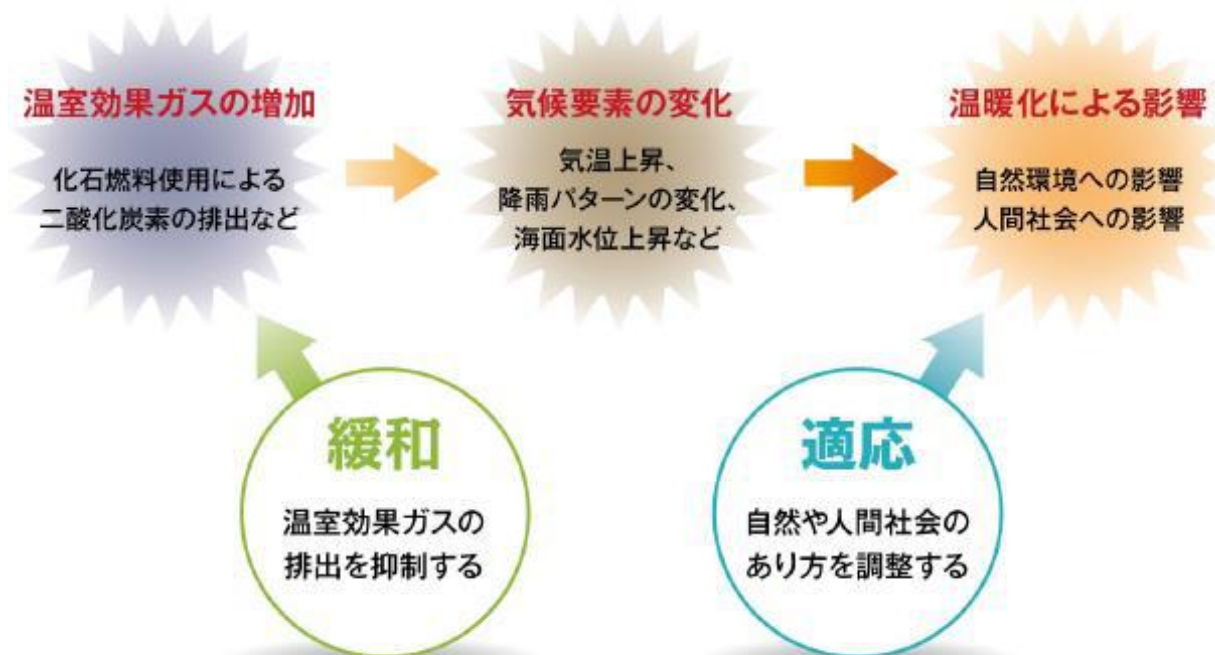 温室効果ガスの増加
化石燃料使用による
二酸化炭素の排出など
気候要素の変化
気温上昇、
降雨パターンの変化、
海面水位上昇など
温暖化による影響
自然環境への影響
人間社会への影響
緩和
温室効果ガスの
排出を抑制する
適応
自然や人間社会の
あり方を調整する